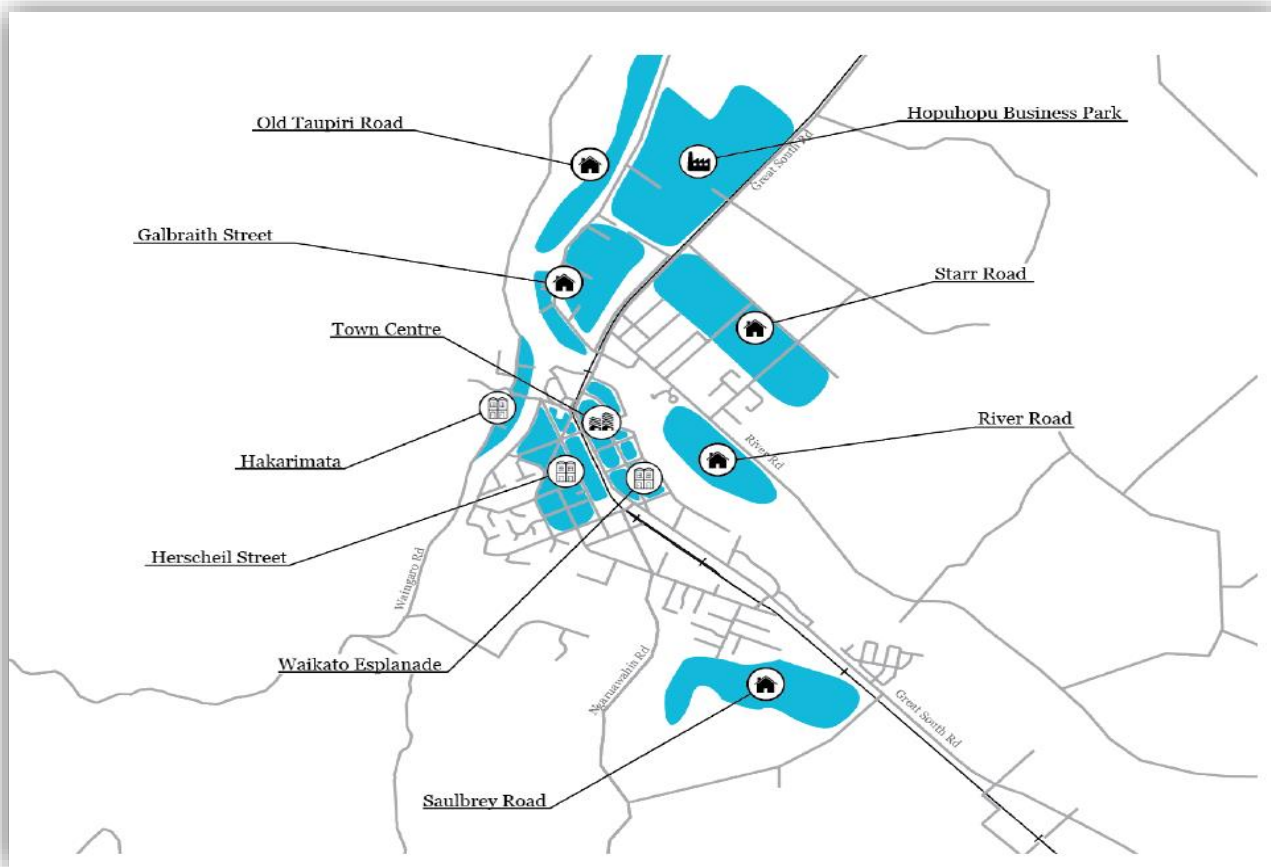 Old Taupiri Road
Hopuhopu Business Park
Great South Rd
Galbraith Street
Starr Road
Town Centre
River Road
River Rd
Hakarimata
Herscheil Street
Waingaro Rd
Waikato Esplanade
Ngaruawahia Rd
Great South Rd
Saulbrey Road